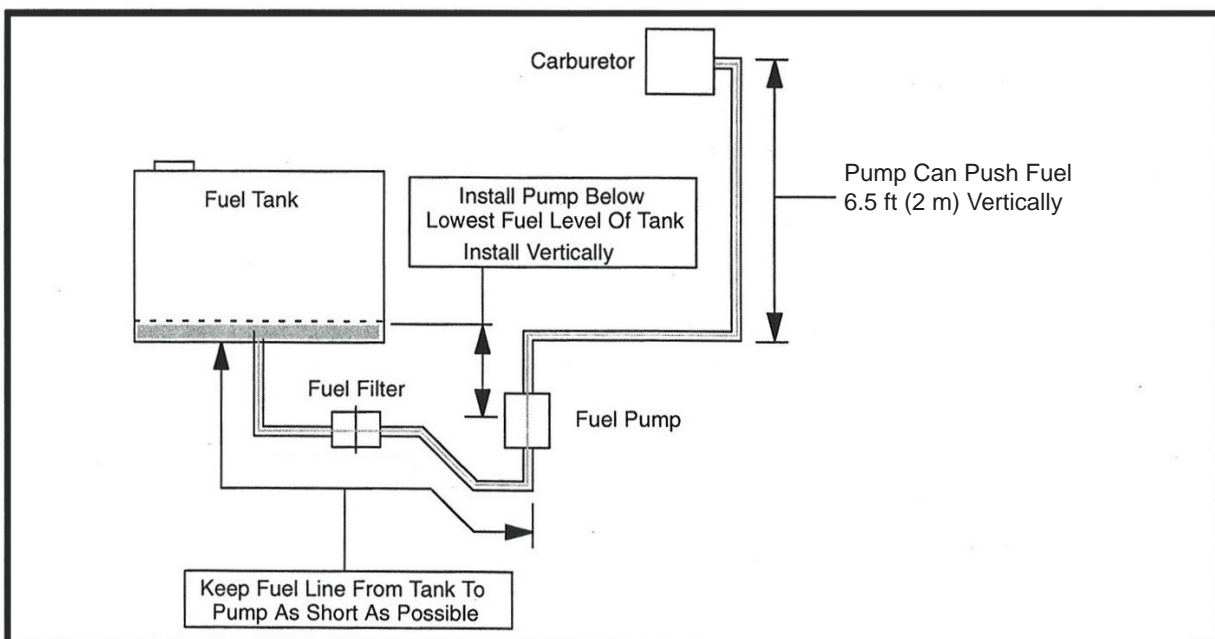 Carburetor
Pump Can Push Fuel
6.5 ft (2 m) Vertically
Fuel Tank
Install Pump Below
Lowest Fuel Level Of Tank
Install Vertically
Fuel Filter
Fuel Pump
Keep Fuel Line From Tank To
Pump As Short As Possible